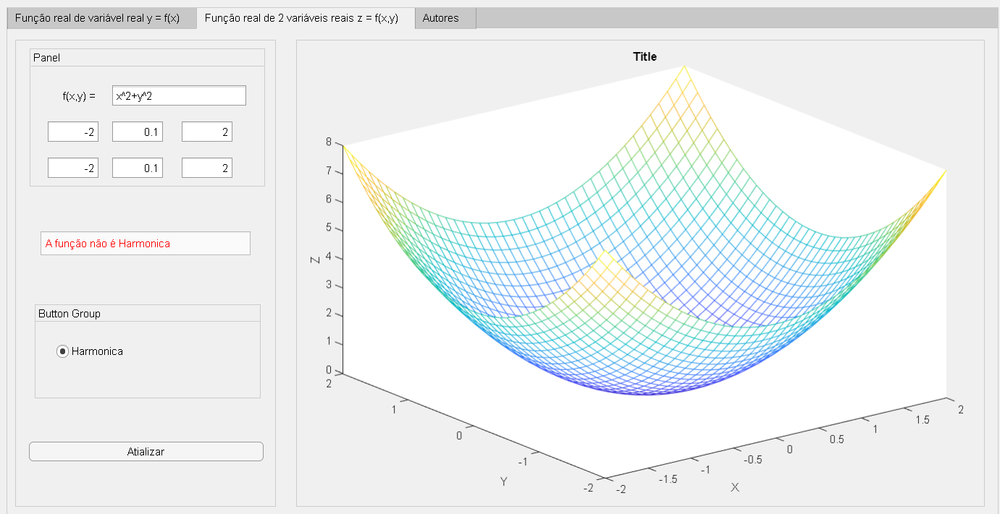 Função real de variável real y = f(x)
Função real de 2 variáveis reais z = f(x,y)
Autores
Panel
f(x,y) =
x^2+y^2
-2
0.1
2
-2
0.1
2
A função não é Harmonica
Button Group
Harmonica
Atializar
Title
8
7
6
5
4
3
2
1
0
Z
2
1
0
-1
-2
Y
-2
-1.5
-1
-0.5
0
0.5
1
1.5
2
X